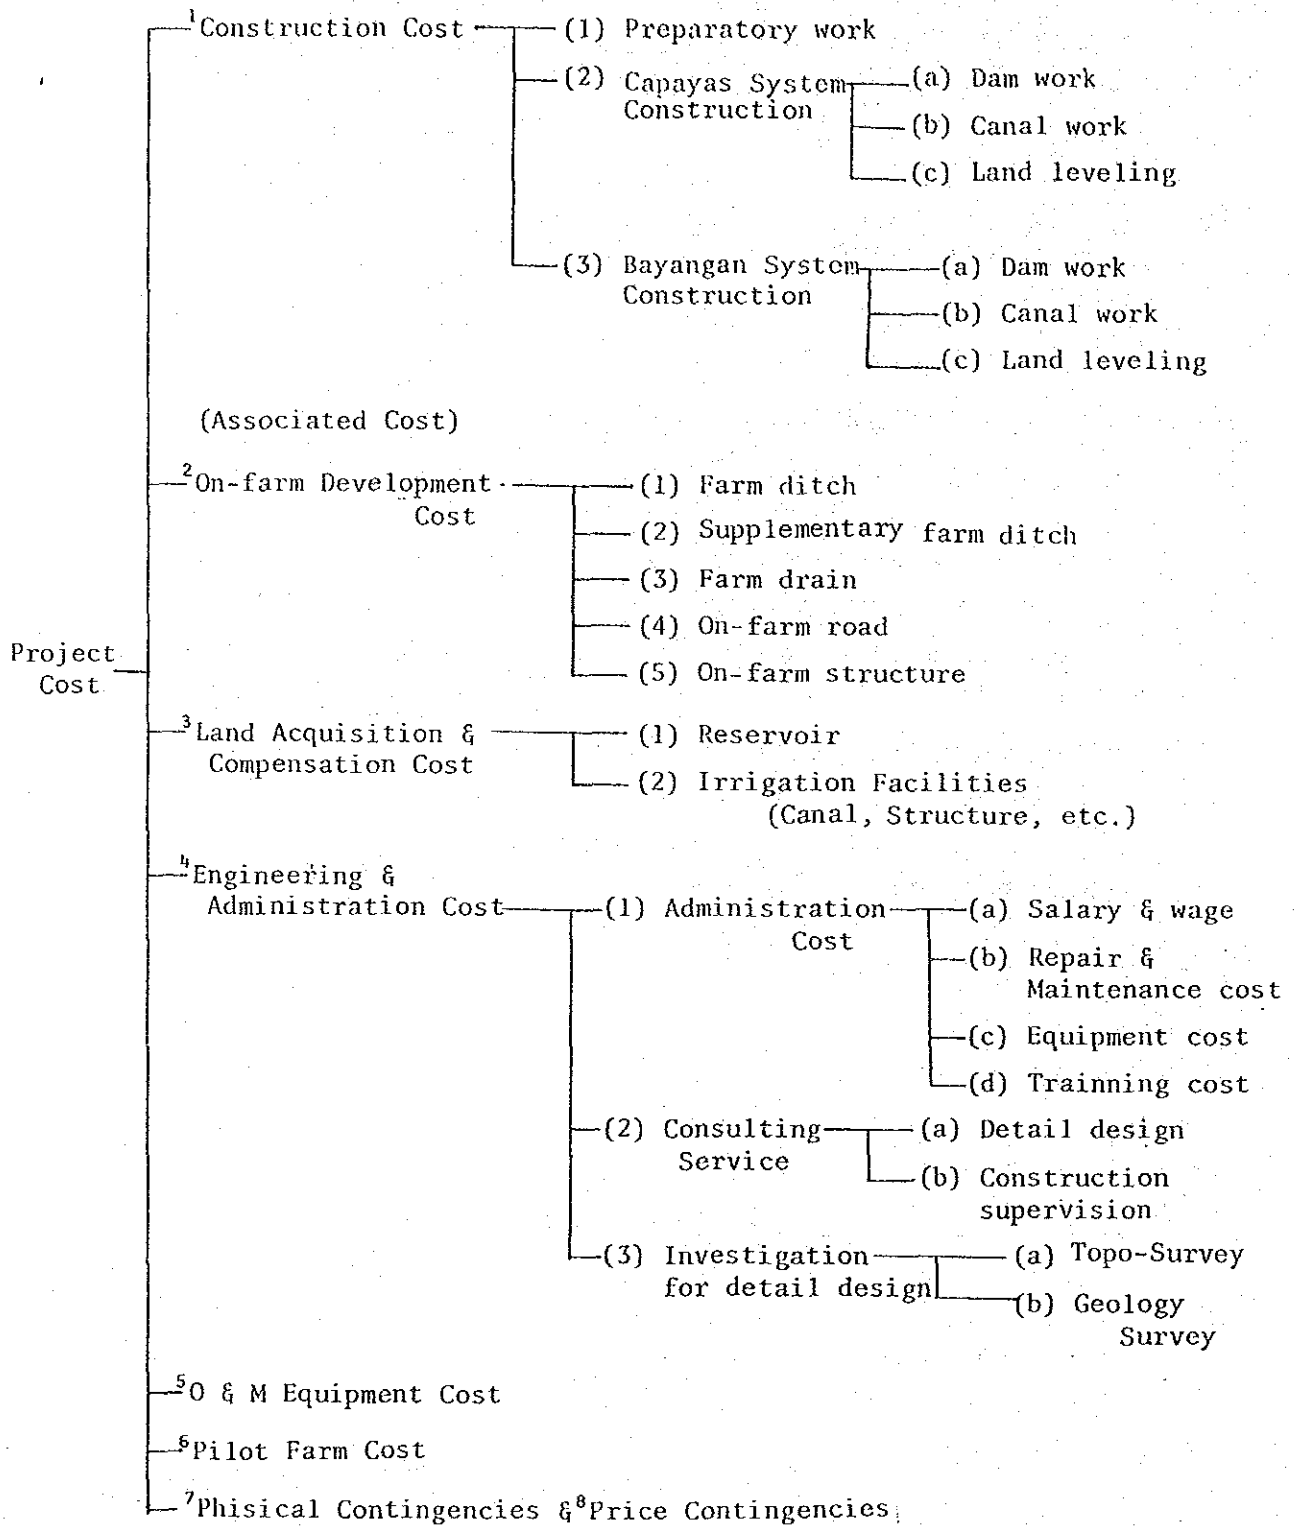 ¹Construction Cost
(1) Preparatory work
(2) Capayas System
Construction
(a) Dam work
(b) Canal work
(c) Land leveling
(3) Bayangan System
Construction
(a) Dam work
(b) Canal work
(c) Land leveling
(Associated Cost)
²On-farm Development
Cost
(1) Farm ditch
(2) Supplementary farm ditch
(3) Farm drain
(4) On-farm road
(5) On-farm structure
Project
Cost
³Land Acquisition &
Compensation Cost
(1) Reservoir
(2) Irrigation Facilities
(Canal, Structure, etc.)
⁴Engineering &
Administration Cost
(1) Administration
Cost
(a) Salary & wage
(b) Repair &
Maintenance cost
(c) Equipment cost
(d) Trainning cost
(2) Consulting
Service
(a) Detail design
(b) Construction
supervision
(3) Investigation
for detail design
(a) Topo-Survey
(b) Geology
Survey
⁵O & M Equipment Cost
⁶Pilot Farm Cost
⁷Phisical Contingencies &⁸Price Contingencies